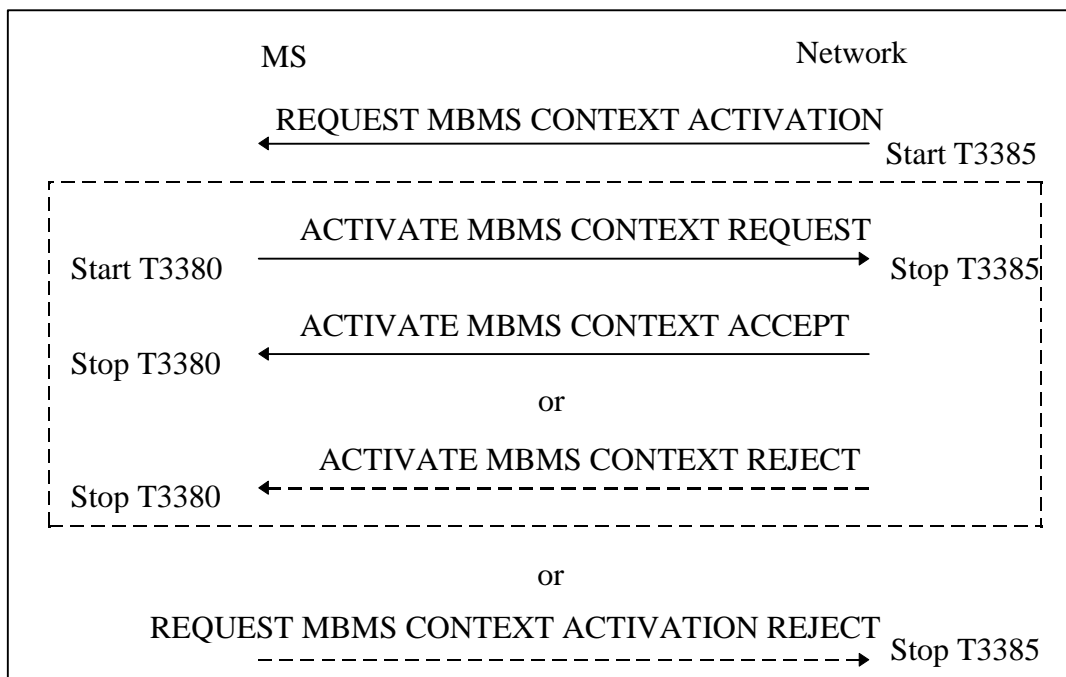 MS
Network
REQUEST MBMS CONTEXT ACTIVATION
Start T3385
ACTIVATE MBMS CONTEXT REQUEST
Start T3380
Stop T3385
ACTIVATE MBMS CONTEXT ACCEPT
Stop T3380
or
ACTIVATE MBMS CONTEXT REJECT
Stop T3380
or
REQUEST MBMS CONTEXT ACTIVATION REJECT
Stop T3385